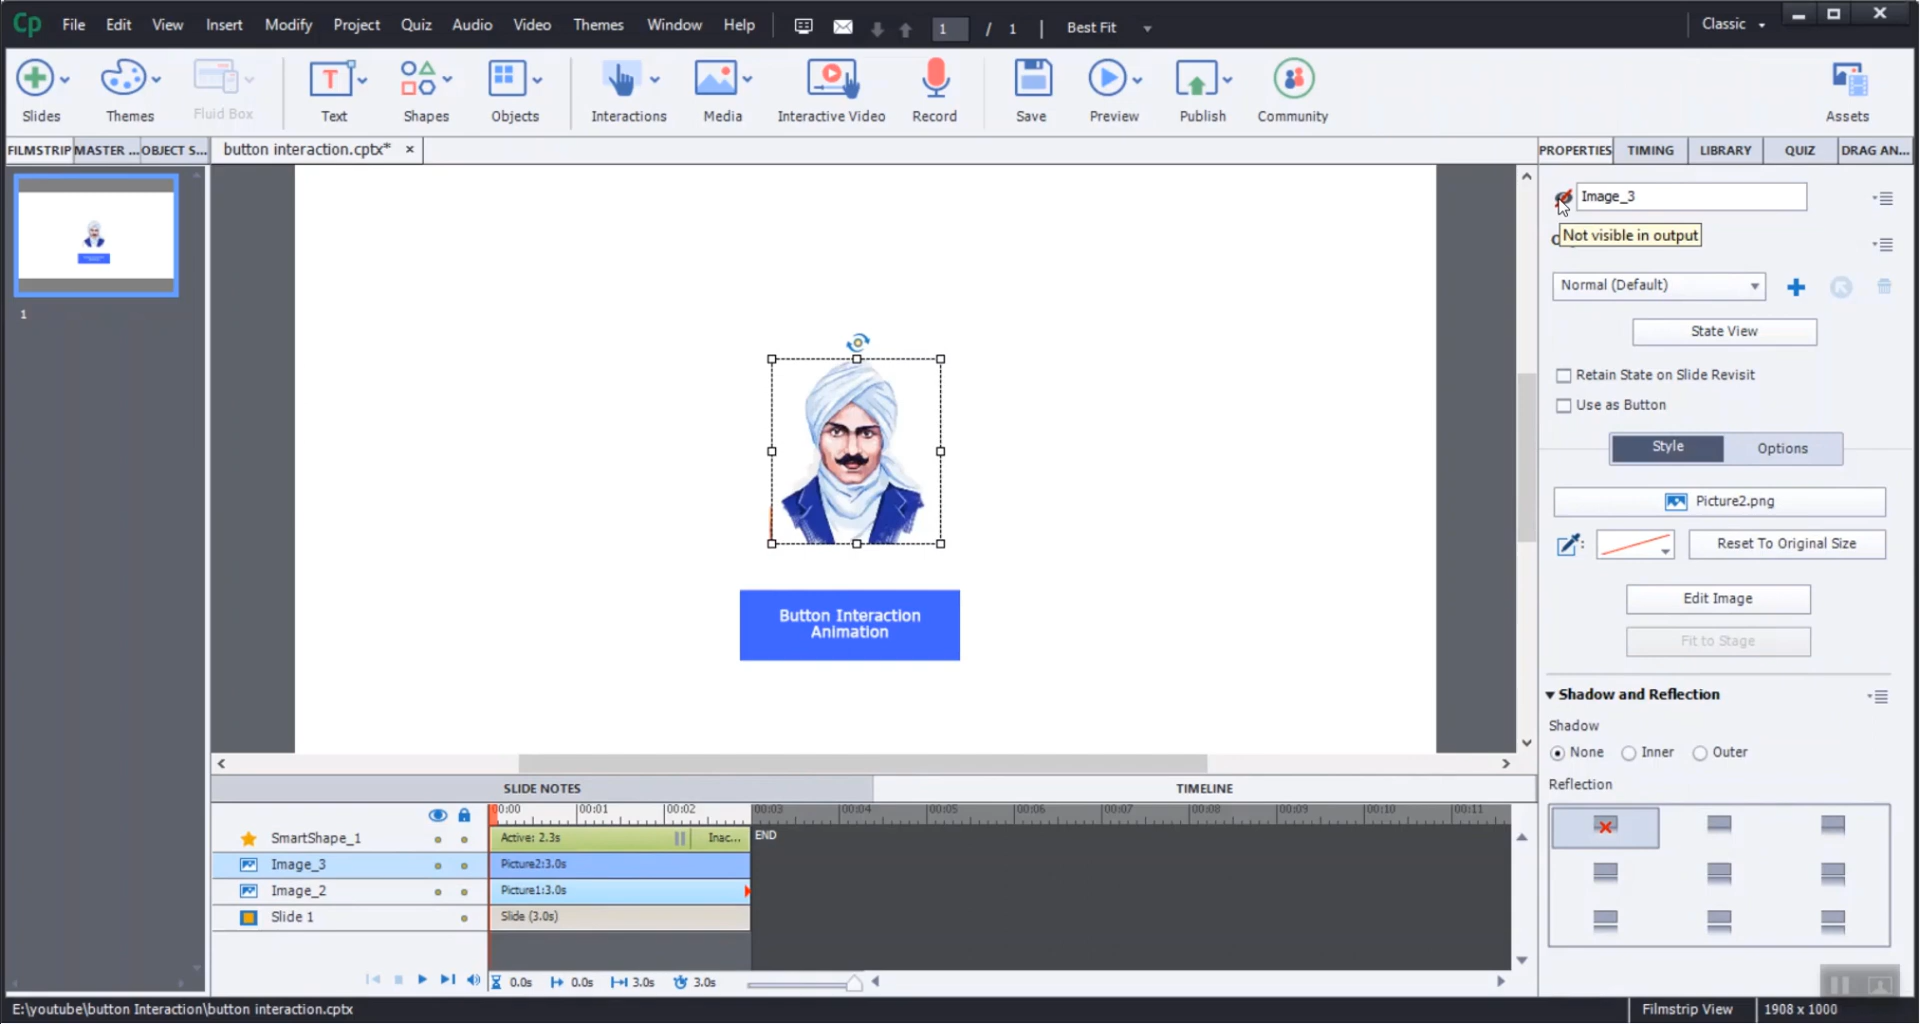 Cp File Edit View Insert Modify Project Quiz Audio Video Themes Window Help 1 / 1 Best Fit Classic
Slides Themes Fluid Box Text Shapes Objects Interactions Media Interactive Video Record Save Preview Publish Community Assets
FILMSTRIP MASTER ... OBJECT S... button interaction.cptx* × PROPERTIES TIMING LIBRARY QUIZ DRAG AN...
Image_3
Not visible in output
1
Normal (Default)
State View
Retain State on Slide Revisit
Use as Button
Style Options
Picture2.png
Reset To Original Size
Edit Image
Fit to Stage
Button Interaction
Animation
Shadow and Reflection
Shadow
None Inner Outer
Reflection
SLIDE NOTES TIMELINE
00:00 00:01 00:02 00:03 00:04 00:05 00:06 00:07 00:08 00:09 00:10 00:11
SmartShape_1 Active: 2.3s Inac... END
Image_3 Picture2:3.0s
Image_2 Picture1:3.0s
Slide 1 Slide (3.0s)
0.0s 0.0s 3.0s 3.0s
E:\youtube\button Interaction\button interaction.cptx Filmstrip View 1908 x 1000